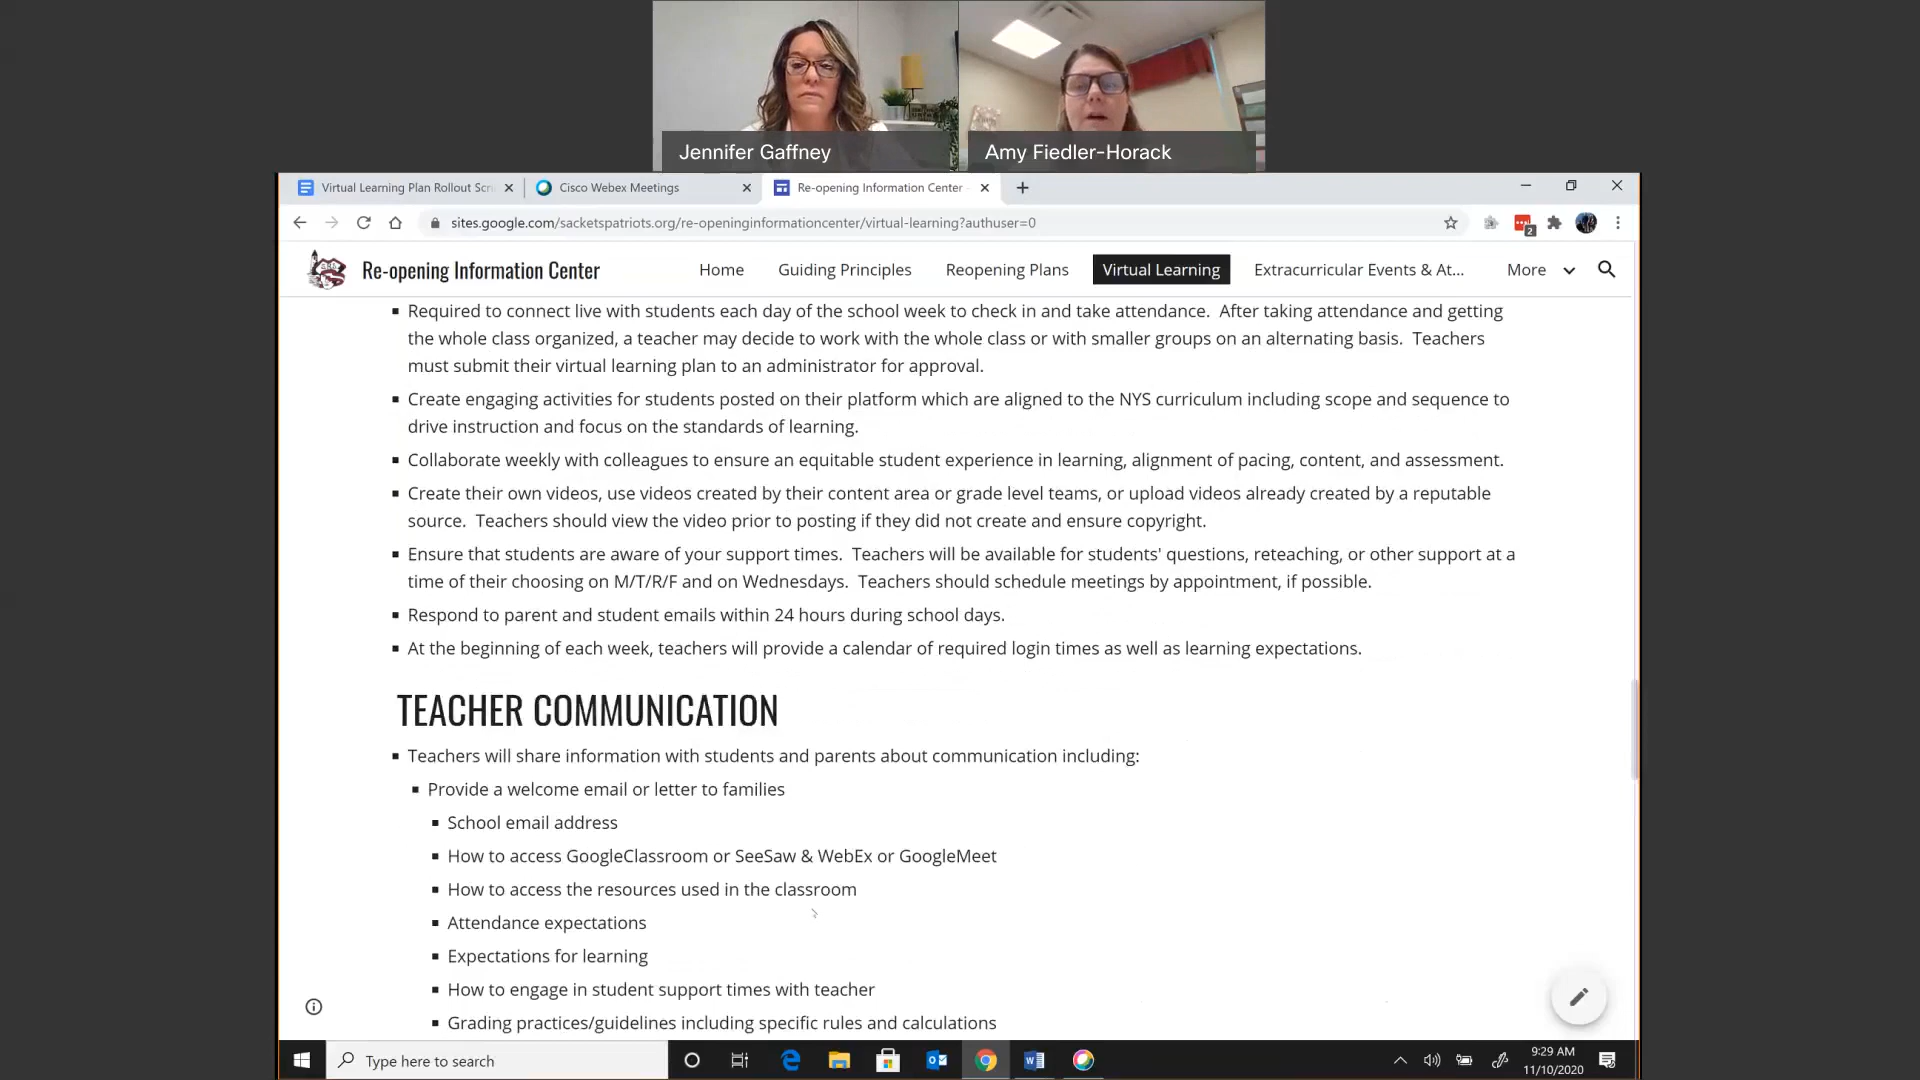 Jennifer Gaffney
Amy Fiedler-Horack
Virtual Learning Plan Rollout Scri
Cisco Webex Meetings
Re-opening Information Center
sites.google.com/sacketspatriots.org/re-openinginformationcenter/virtual-learning?authuser=0
2
Re-opening Information Center
Home
Guiding Principles
Reopening Plans
Virtual Learning
Extracurricular Events & At...
More
Required to connect live with students each day of the school week to check in and take attendance. After taking attendance and getting
the whole class organized, a teacher may decide to work with the whole class or with smaller groups on an alternating basis. Teachers
must submit their virtual learning plan to an administrator for approval.
Create engaging activities for students posted on their platform which are aligned to the NYS curriculum including scope and sequence to
drive instruction and focus on the standards of learning.
Collaborate weekly with colleagues to ensure an equitable student experience in learning, alignment of pacing, content, and assessment.
Create their own videos, use videos created by their content area or grade level teams, or upload videos already created by a reputable
source. Teachers should view the video prior to posting if they did not create and ensure copyright.
Ensure that students are aware of your support times. Teachers will be available for students' questions, reteaching, or other support at a
time of their choosing on M/T/R/F and on Wednesdays. Teachers should schedule meetings by appointment, if possible.
Respond to parent and student emails within 24 hours during school days.
At the beginning of each week, teachers will provide a calendar of required login times as well as learning expectations.
TEACHER COMMUNICATION
Teachers will share information with students and parents about communication including:
Provide a welcome email or letter to families
School email address
How to access GoogleClassroom or SeeSaw & WebEx or GoogleMeet
How to access the resources used in the classroom
Attendance expectations
Expectations for learning
How to engage in student support times with teacher
Grading practices/guidelines including specific rules and calculations
Type here to search
9:29 AM
11/10/2020